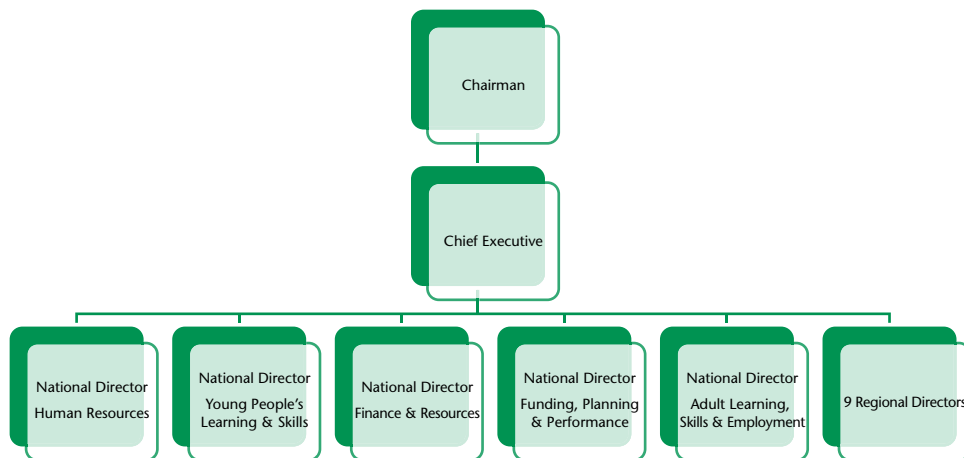 Chairman
Chief Executive
National Director
Human Resources
National Director
Young People’s
Learning & Skills
National Director
Finance & Resources
National Director
Funding, Planning
& Performance
National Director
Adult Learning,
Skills & Employment
9 Regional Directors